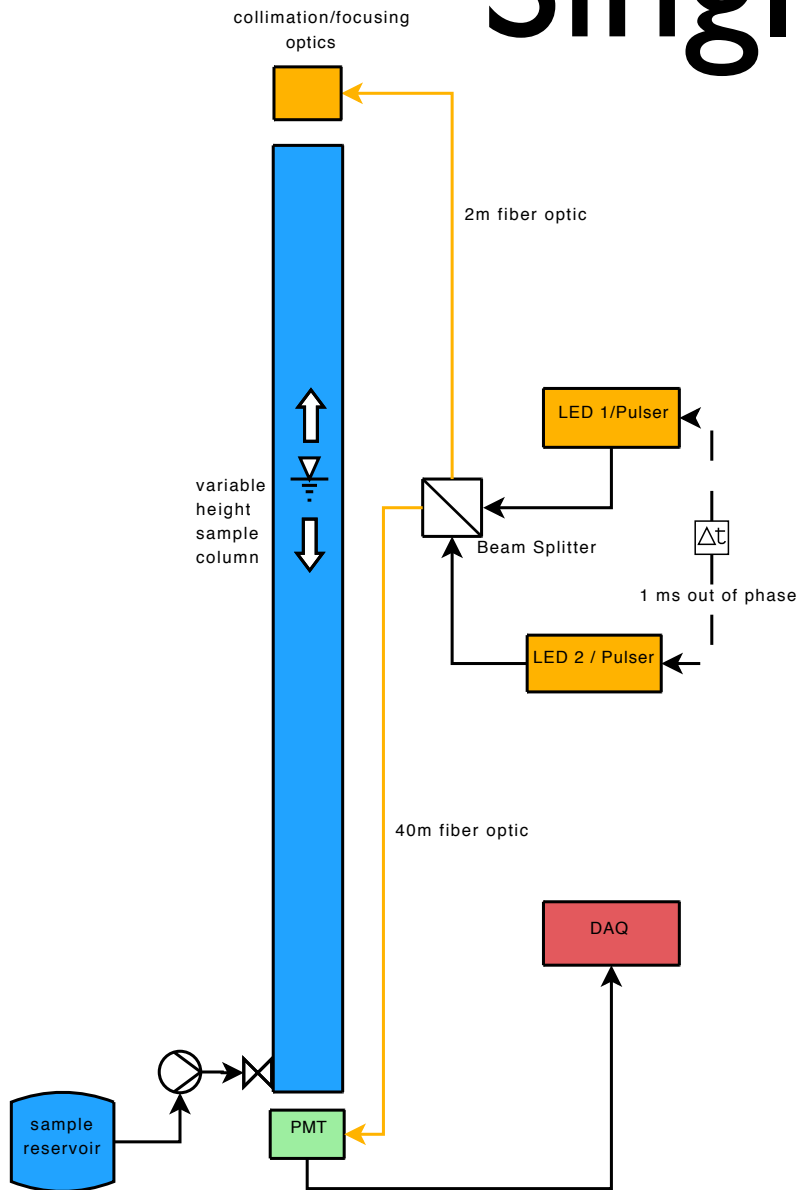 collimation/focusing
optics
2m fiber optic
LED 1/Pulser
variable
height
sample
column
Beam Splitter
Δt
1 ms out of phase
LED 2 / Pulser
40m fiber optic
DAQ
sample
reservoir
PMT